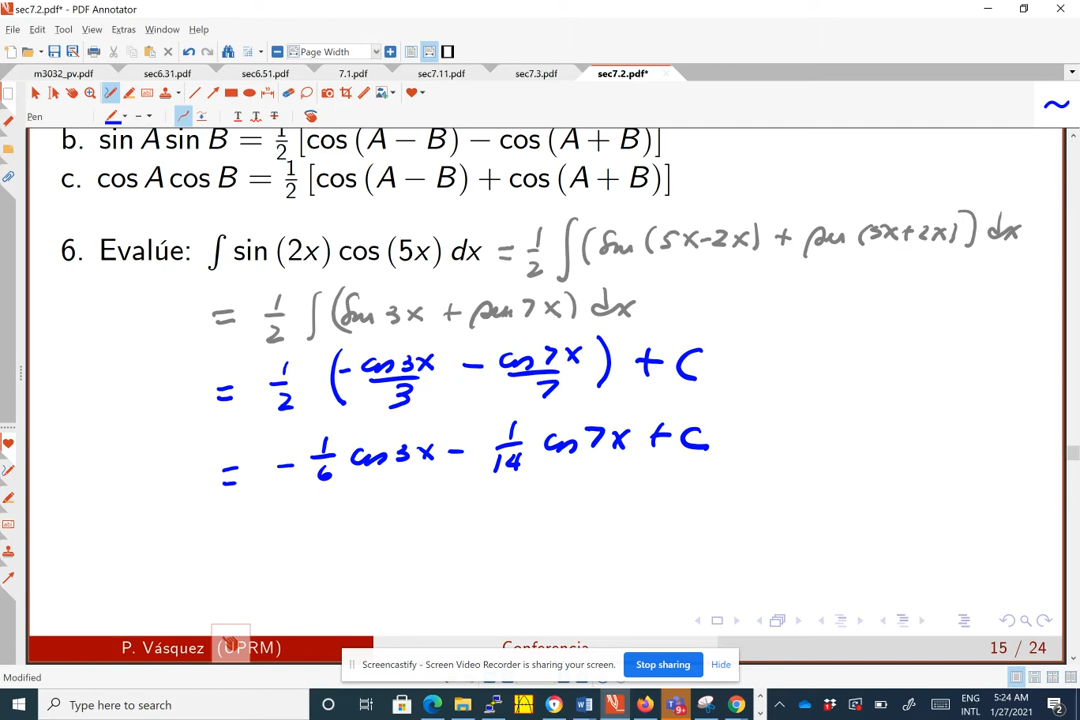 sec7.2.pdf* - PDF Annotator
File Edit Tool View Extras Window Help
Page Width
m3032_pv.pdf sec6.31.pdf sec6.51.pdf 7.1.pdf sec7.11.pdf sec7.3.pdf sec7.2.pdf*
Pen
b. sin A sin B = 1/2 [cos (A − B) − cos (A + B)]
c. cos A cos B = 1/2 [cos (A − B) + cos (A + B)]
6. Evalúe: ∫ sin (2x) cos (5x) dx = 1/2 ∫ (sen (5x-2x) + sen (5x+2x)) dx
= 1/2 ∫ (sen 3x + sen 7x) dx
= 1/2 (- cos 3x/3 - cos 7x/7) + C
= - 1/6 cos 3x - 1/14 cos 7x + C
P. Vásquez (UPRM) Conferencia 15 / 24
Screencastify - Screen Video Recorder is sharing your screen. Stop sharing Hide
Modified
Type here to search
ENG 5:24 AM
INTL 1/27/2021